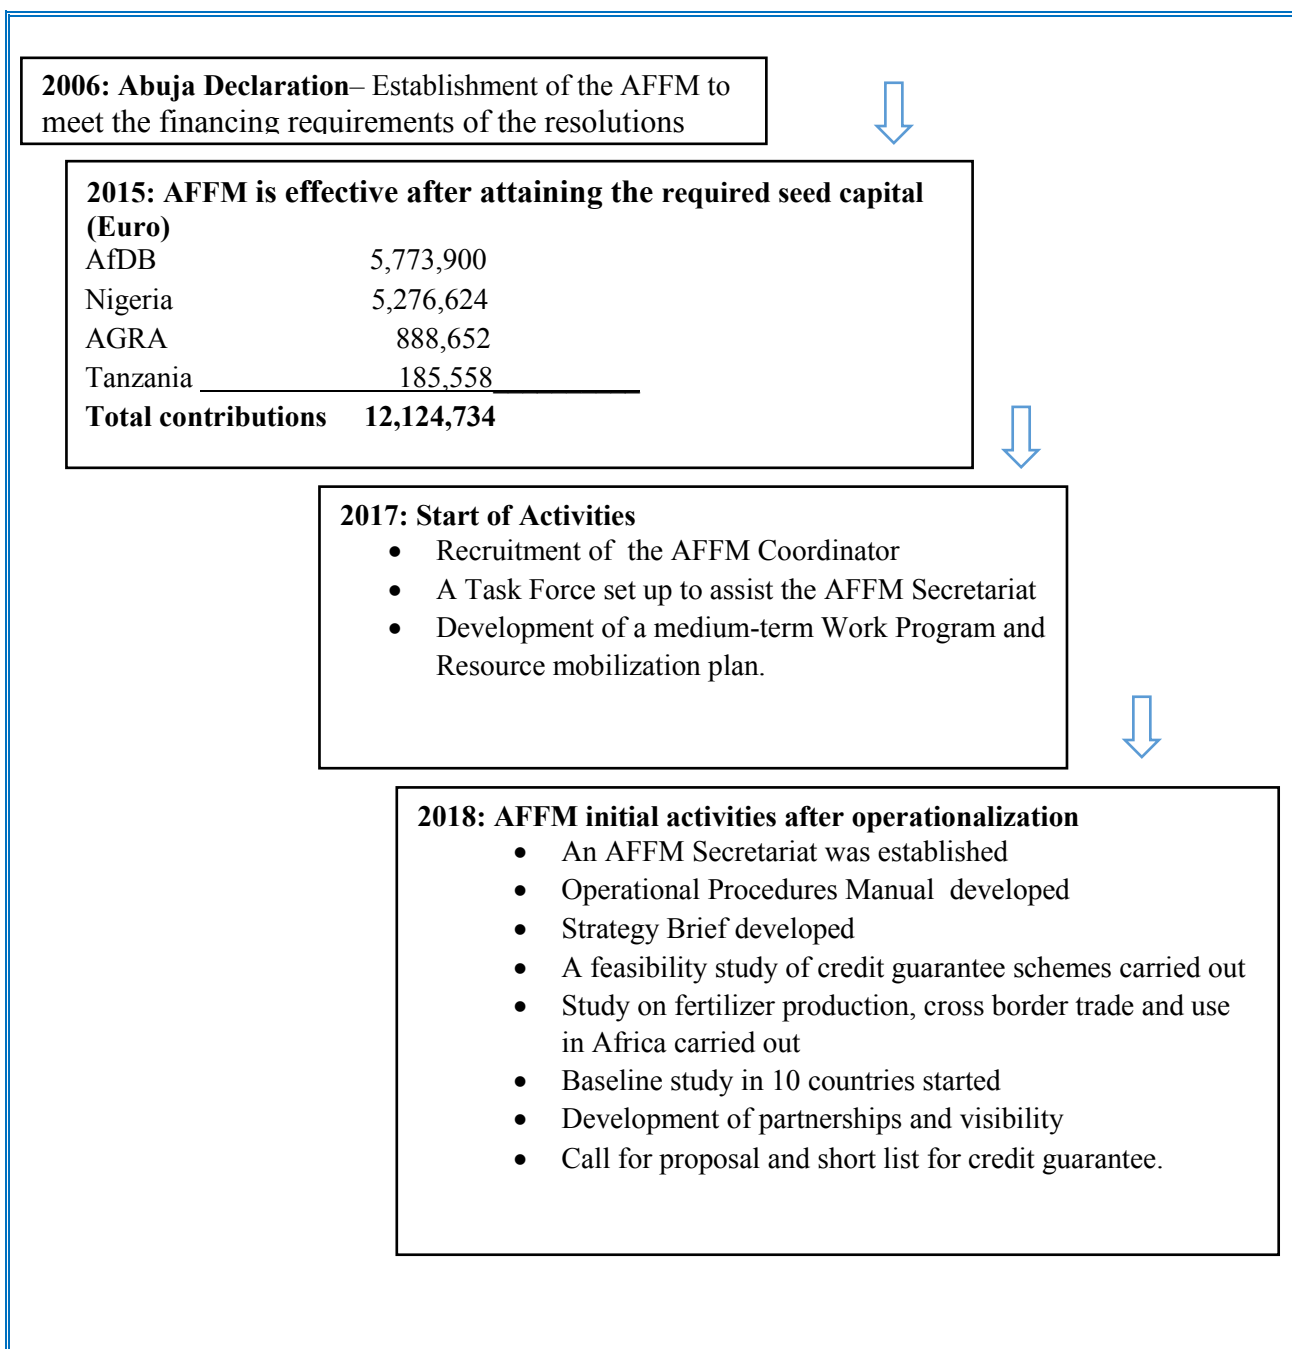 2006: Abuja Declaration– Establishment of the AFFM to
meet the financing requirements of the resolutions
2015: AFFM is effective after attaining the required seed capital
(Euro)
AfDB 5,773,900
Nigeria 5,276,624
AGRA 888,652
Tanzania 185,558
Total contributions 12,124,734
2017: Start of Activities
• Recruitment of the AFFM Coordinator
• A Task Force set up to assist the AFFM Secretariat
• Development of a medium-term Work Program and
Resource mobilization plan.
2018: AFFM initial activities after operationalization
• An AFFM Secretariat was established
• Operational Procedures Manual developed
• Strategy Brief developed
• A feasibility study of credit guarantee schemes carried out
• Study on fertilizer production, cross border trade and use
in Africa carried out
• Baseline study in 10 countries started
• Development of partnerships and visibility
• Call for proposal and short list for credit guarantee.